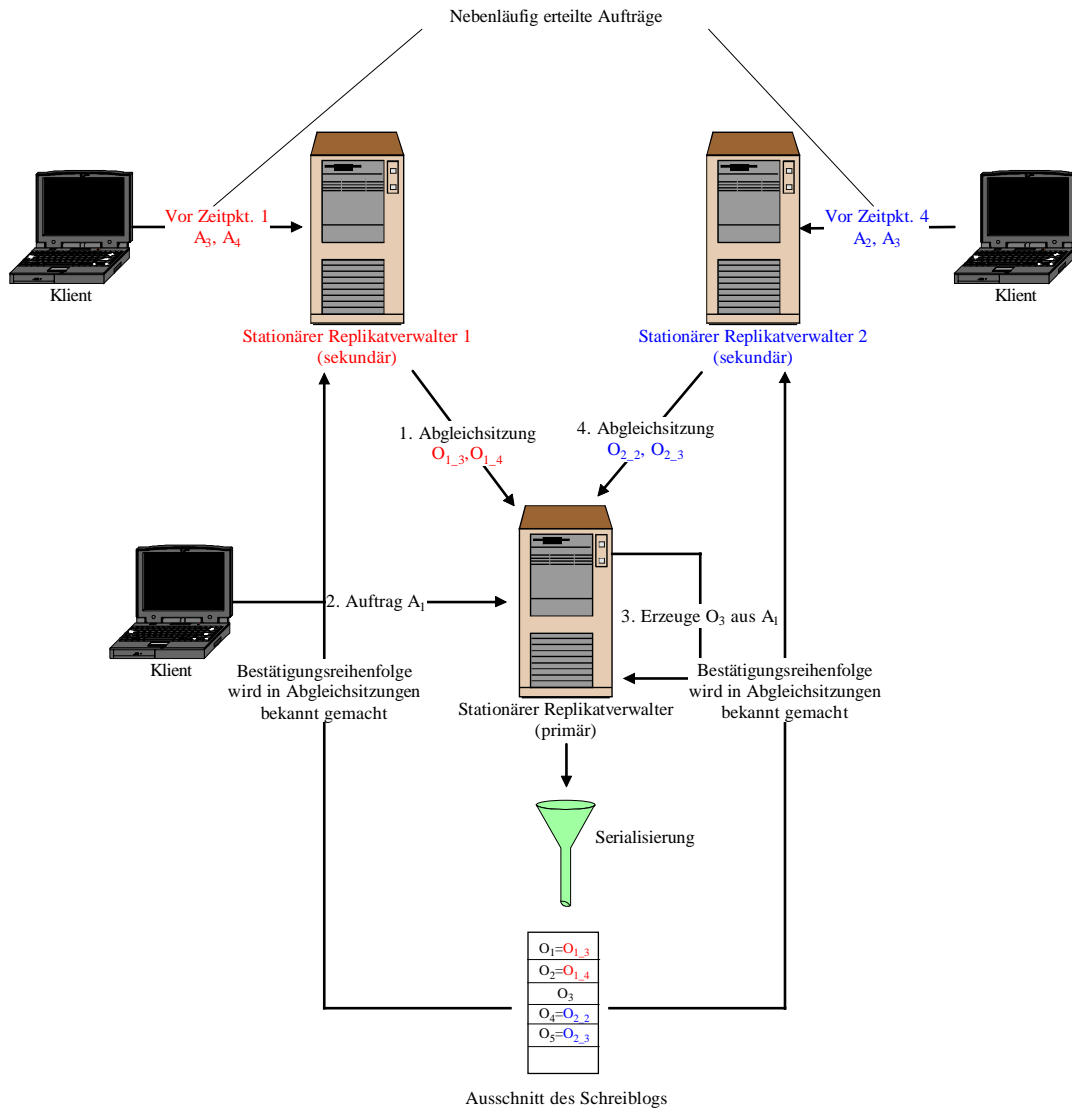 Nebenläufig erteilte Aufträge
Vor Zeitpkt. 1
A3, A4
Klient
Vor Zeitpkt. 4
A2, A3
Klient
Stationärer Replikatverwalter 1
(sekundär)
Stationärer Replikatverwalter 2
(sekundär)
1. Abgleichsitzung
O1_3,O1_4
4. Abgleichsitzung
O2_2, O2_3
2. Auftrag A1
Klient
3. Erzeuge O3 aus A1
Bestätigungsreihenfolge
wird in Abgleichsitzungen
bekannt gemacht
Bestätigungsreihenfolge
wird in Abgleichsitzungen
bekannt gemacht
Stationärer Replikatverwalter
(primär)
Serialisierung
O1=O1_3
O2=O1_4
O3
O4=O2_2
O5=O2_3
Ausschnitt des Schreiblogs